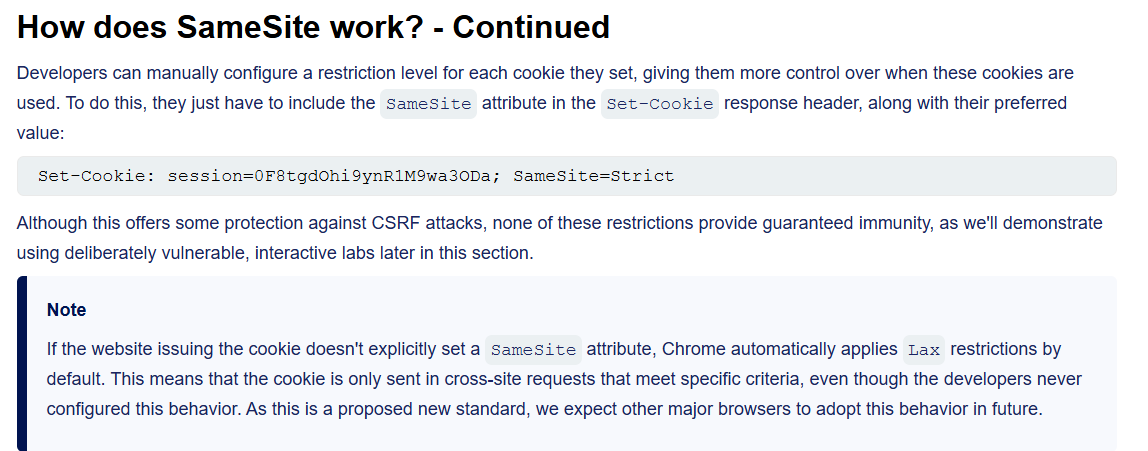 How does SameSite work? - Continued
Developers can manually configure a restriction level for each cookie they set, giving them more control over when these cookies are
used. To do this, they just have to include the SameSite attribute in the Set-Cookie response header, along with their preferred
value:
Set-Cookie: session=0F8tgdOhi9ynR1M9wa3ODa; SameSite=Strict
Although this offers some protection against CSRF attacks, none of these restrictions provide guaranteed immunity, as we'll demonstrate
using deliberately vulnerable, interactive labs later in this section.
Note
If the website issuing the cookie doesn't explicitly set a SameSite attribute, Chrome automatically applies Lax restrictions by
default. This means that the cookie is only sent in cross-site requests that meet specific criteria, even though the developers never
configured this behavior. As this is a proposed new standard, we expect other major browsers to adopt this behavior in future.